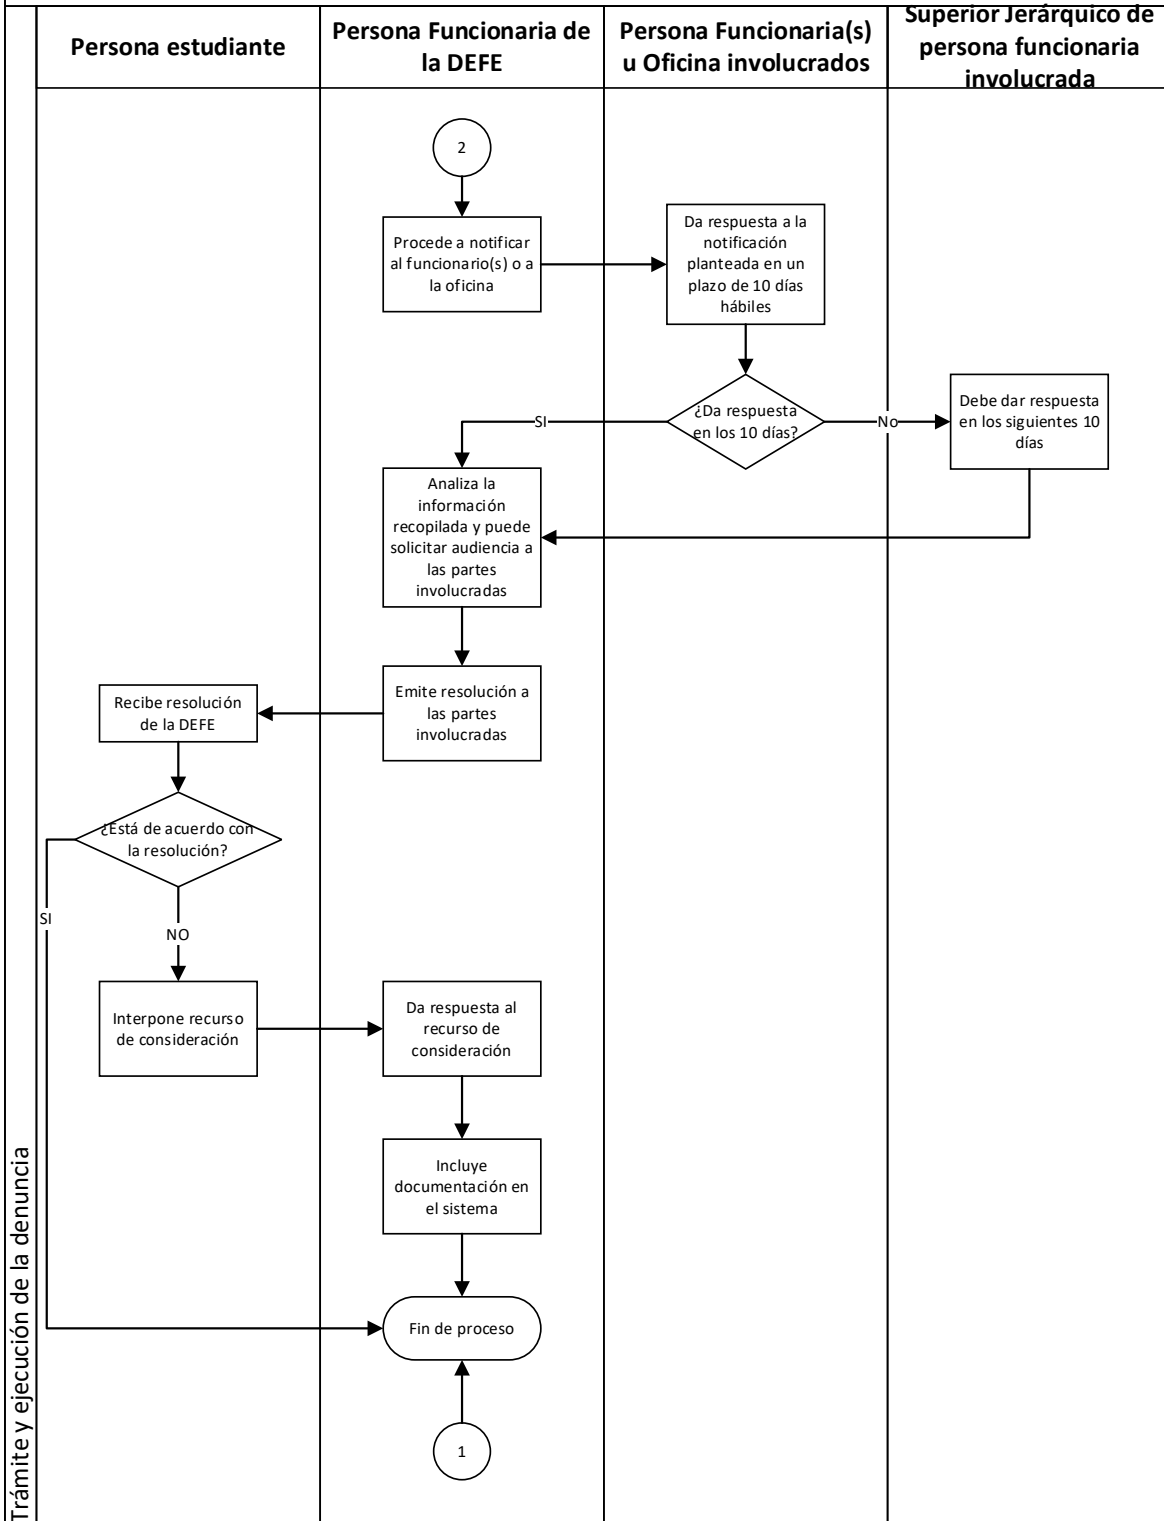 Persona estudiante
Persona Funcionaria de
la DEFE
Persona Funcionaria(s)
u Oficina involucrados
Superior Jerárquico de
persona funcionaria
involucrada
2
Procede a notificar
al funcionario(s) o a
la oficina
Da respuesta a la
notificación
planteada en un
plazo de 10 días
hábiles
¿Da respuesta
en los 10 días?
SI
No
Debe dar respuesta
en los siguientes 10
días
Analiza la
información
recopilada y puede
solicitar audiencia a
las partes
involucradas
Emite resolución a
las partes
involucradas
Recibe resolución
de la DEFE
¿Está de acuerdo con
la resolución?
SI
NO
Interpone recurso
de consideración
Da respuesta al
recurso de
consideración
Incluye
documentación en
el sistema
Fin de proceso
1
Trámite y ejecución de la denuncia